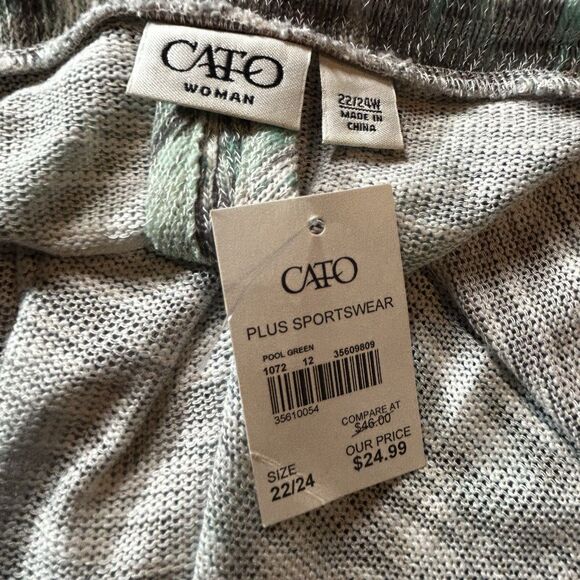 CATO
WOMAN
22/24W
MADE IN
CHINA
CATO
PLUS SPORTSWEAR
POOL GREEN
1072 12 35609809
35610054
COMPARE AT
$46.00
OUR PRICE
$24.99
SIZE
22/24